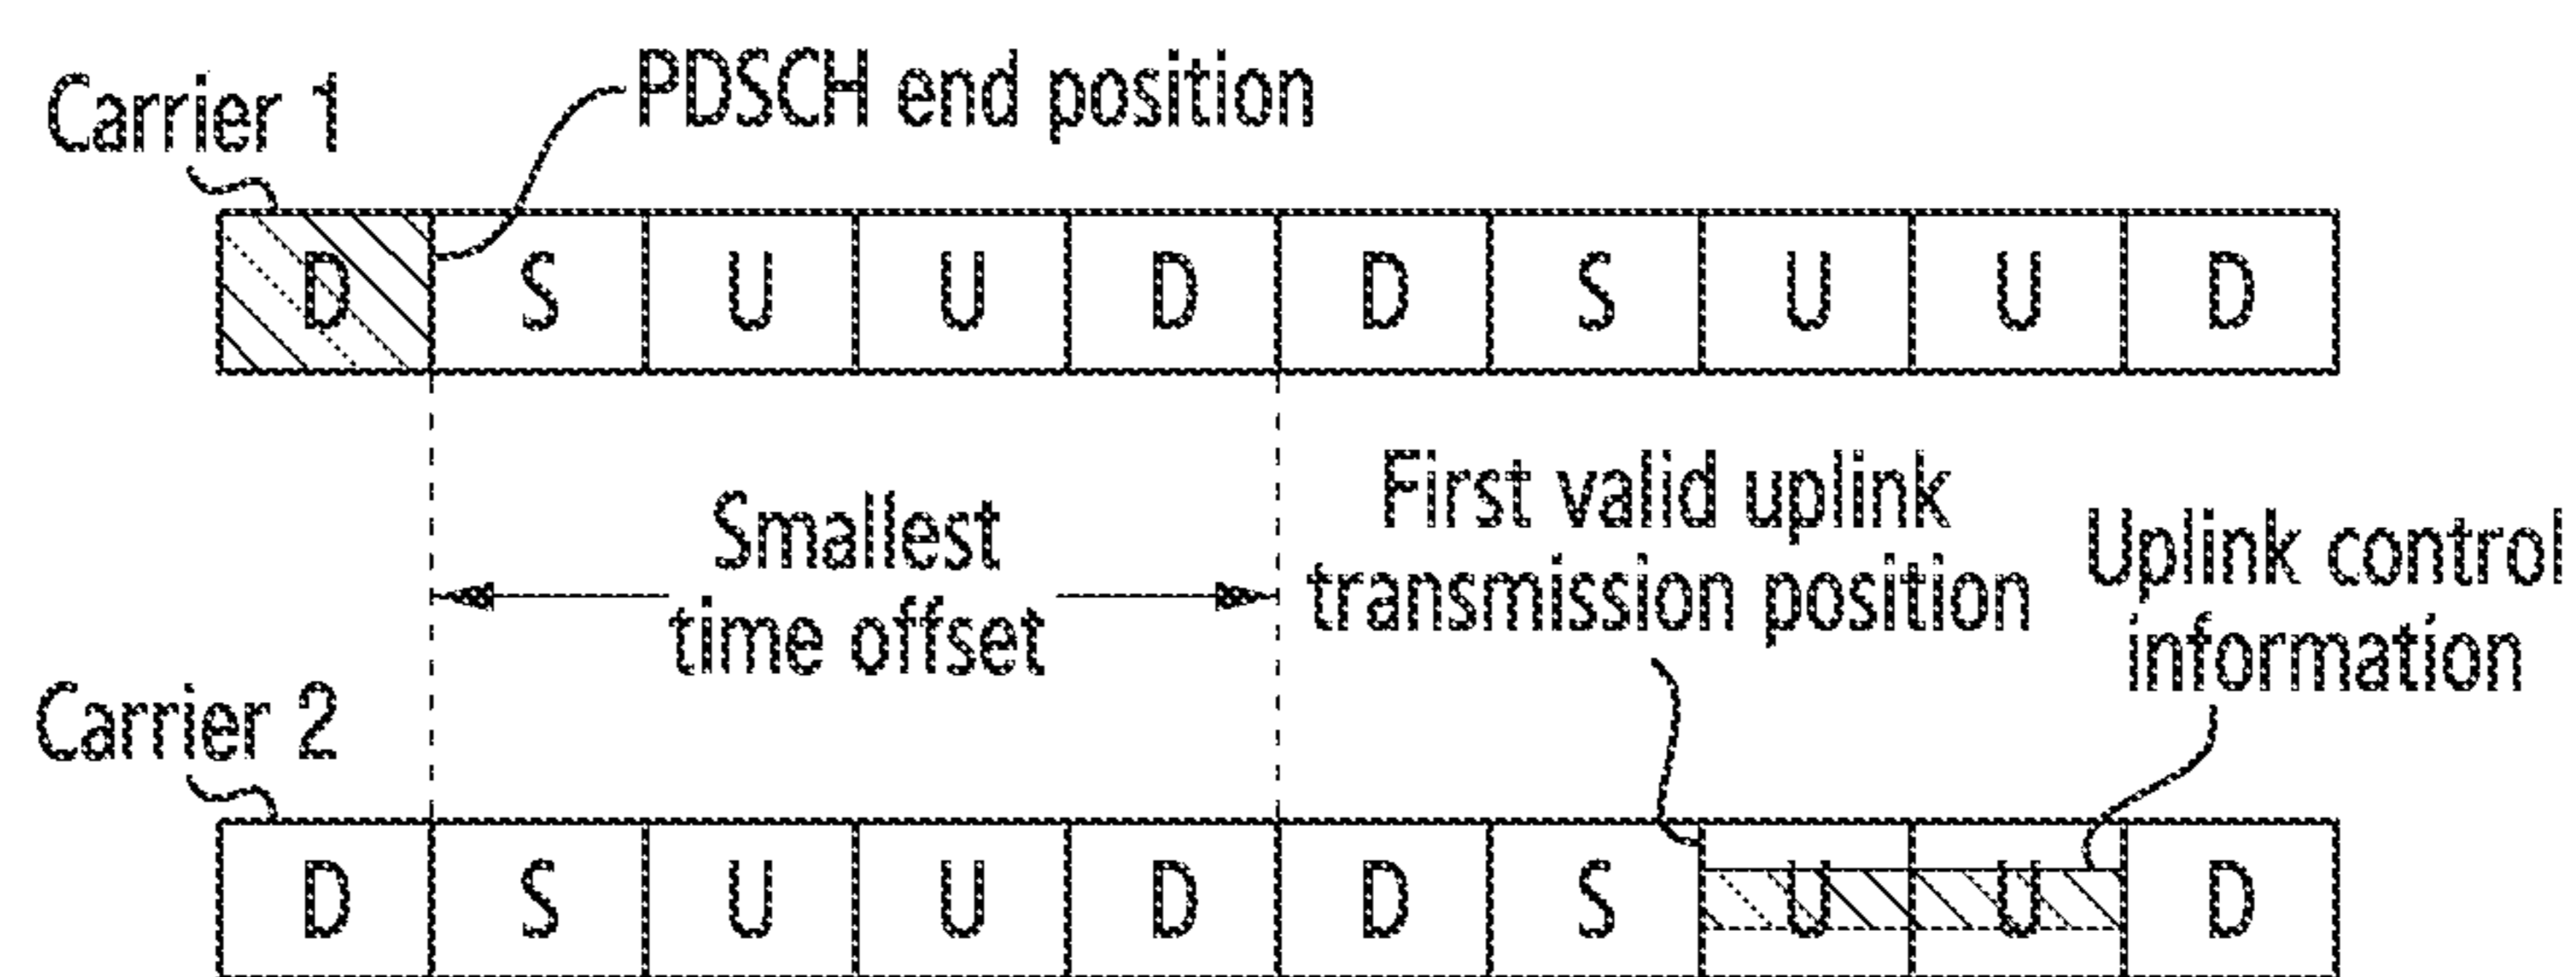 Carrier 1
PDSCH end position
D S U U D D S U U D
Smallest
time offset
First valid uplink
transmission position
Uplink control
information
Carrier 2
D S U U D D S U U D